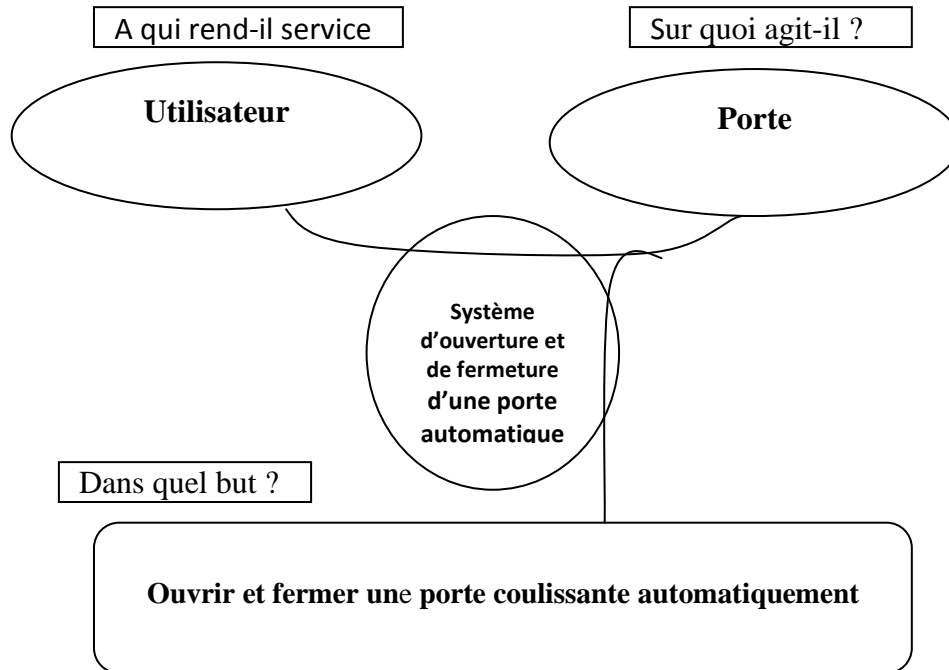 A qui rend-il service
Sur quoi agit-il ?
Utilisateur
Porte
Système
d’ouverture et
de fermeture
d’une porte
automatique
Dans quel but ?
Ouvrir et fermer une porte coulissante automatiquement